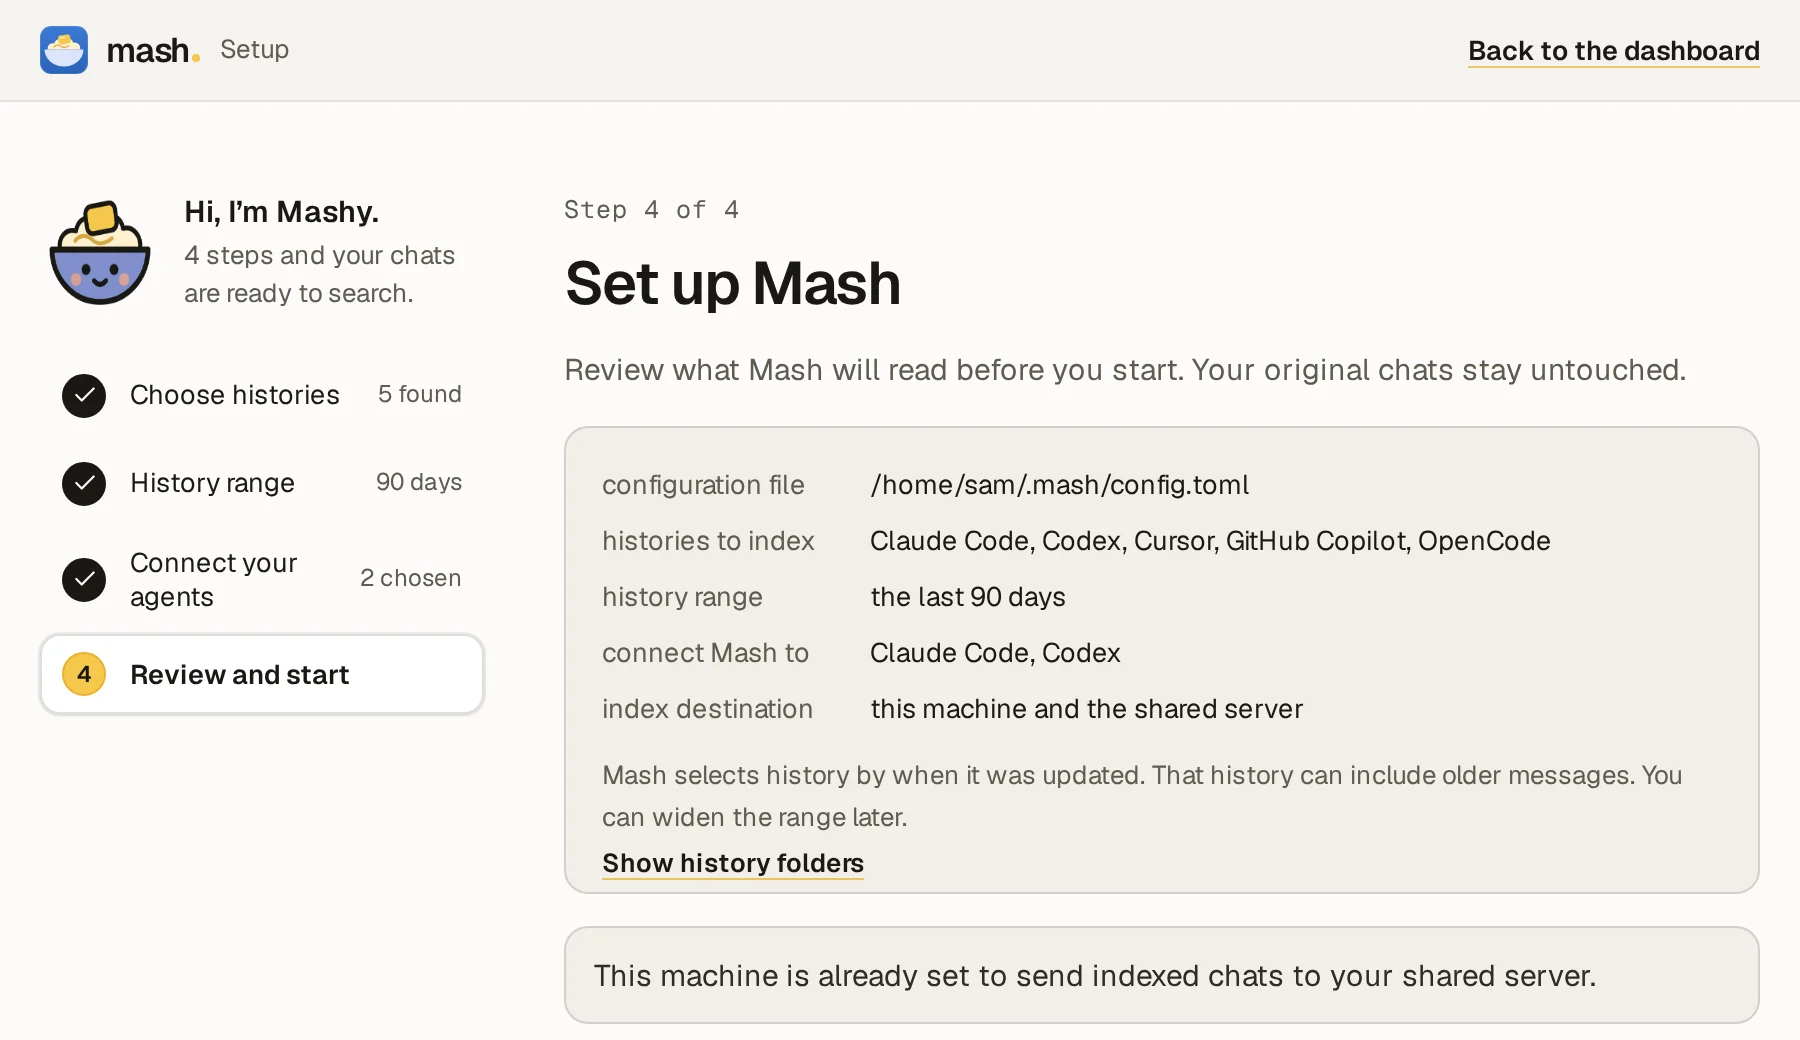 mash. Setup
Back to the dashboard
Hi, I'm Mashy.
4 steps and your chats
are ready to search.
Choose histories 5 found
History range 90 days
Connect your
agents
2 chosen
4 Review and start
Step 4 of 4
Set up Mash
Review what Mash will read before you start. Your original chats stay untouched.
configuration file /home/sam/.mash/config.toml
histories to index Claude Code, Codex, Cursor, GitHub Copilot, OpenCode
history range the last 90 days
connect Mash to Claude Code, Codex
index destination this machine and the shared server
Mash selects history by when it was updated. That history can include older messages. You
can widen the range later.
Show history folders
This machine is already set to send indexed chats to your shared server.